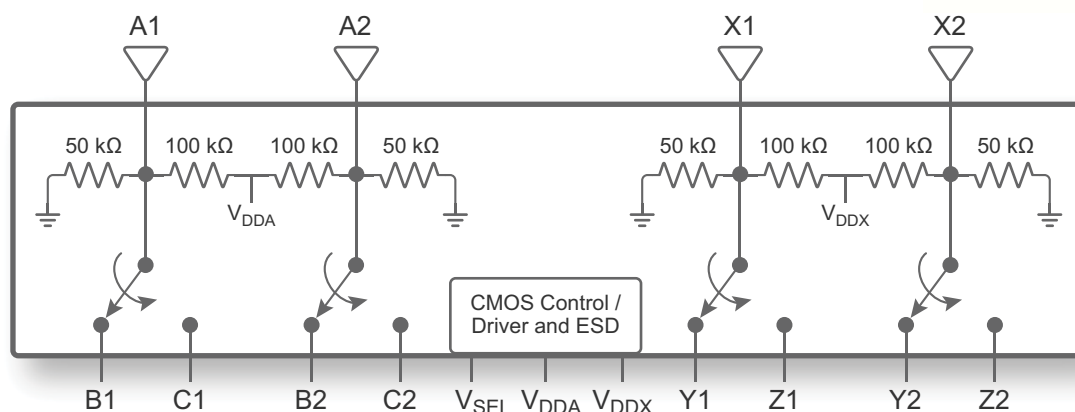 A1 A2 X1 X2
50 kΩ 100 kΩ 100 kΩ 50 kΩ 50 kΩ 100 kΩ 100 kΩ 50 kΩ
VDDA VDDX
CMOS Control /
Driver and ESD
B1 C1 B2 C2 VSEL VDDA VDDX Y1 Z1 Y2 Z2